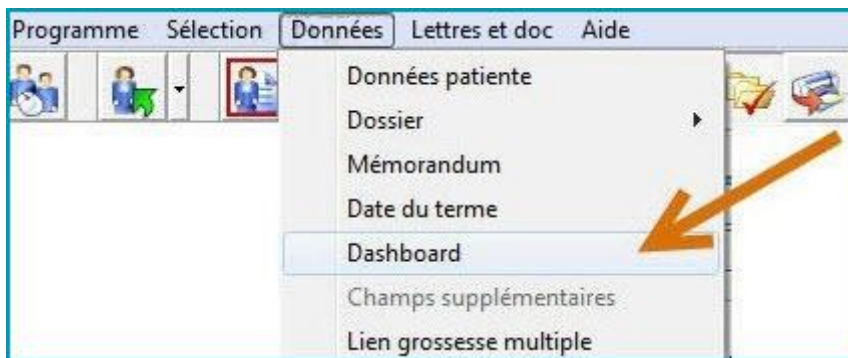 Programme Sélection Données Lettres et doc Aide
Données patiente
Dossier
Mémorandum
Date du terme
Dashboard
Champs supplémentaires
Lien grossesse multiple